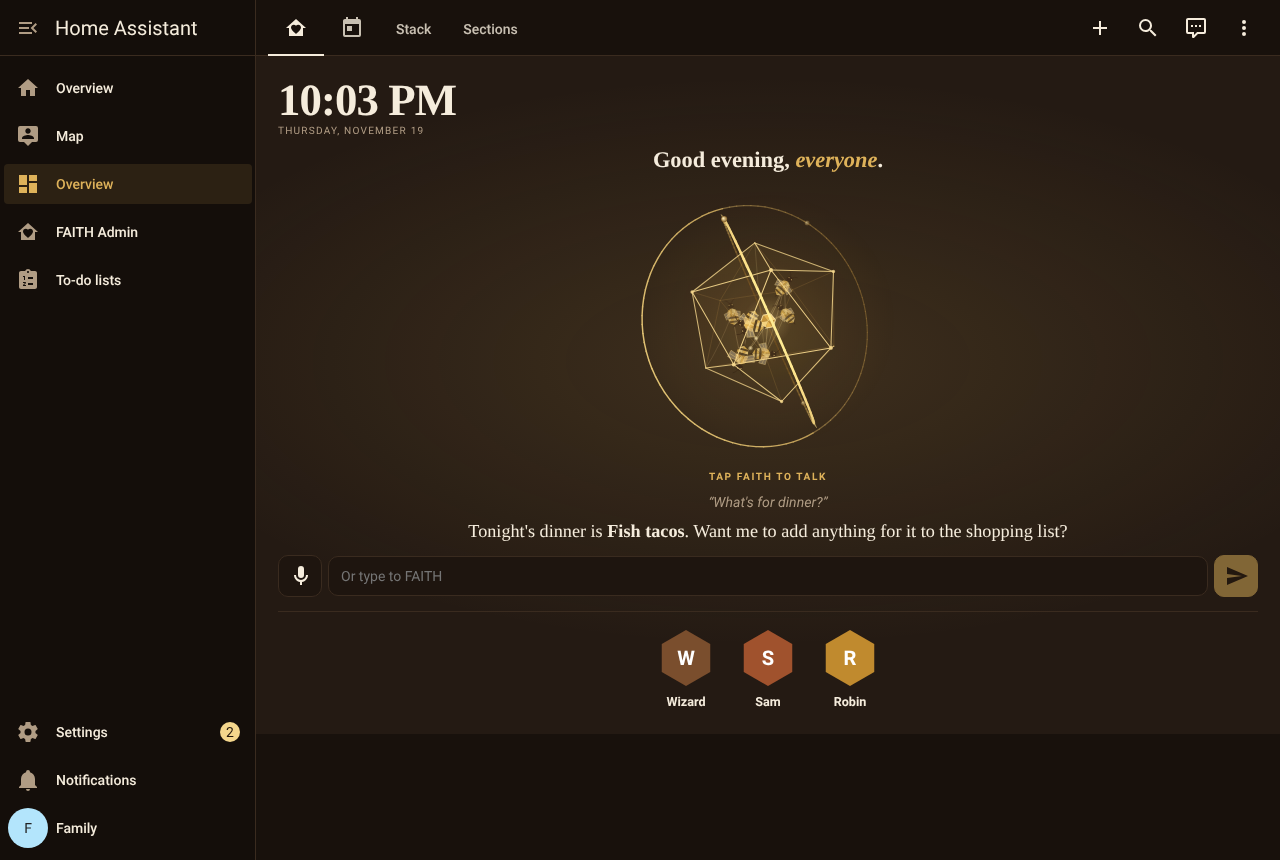 Home Assistant
Stack
Sections
Overview
Map
Overview
FAITH Admin
To-do lists
Settings
2
Notifications
F
Family
10:03 PM
THURSDAY, NOVEMBER 19
Good evening, everyone.
TAP FAITH TO TALK
“What's for dinner?”
Tonight's dinner is Fish tacos. Want me to add anything for it to the shopping list?
Or type to FAITH
W
S
R
Wizard
Sam
Robin